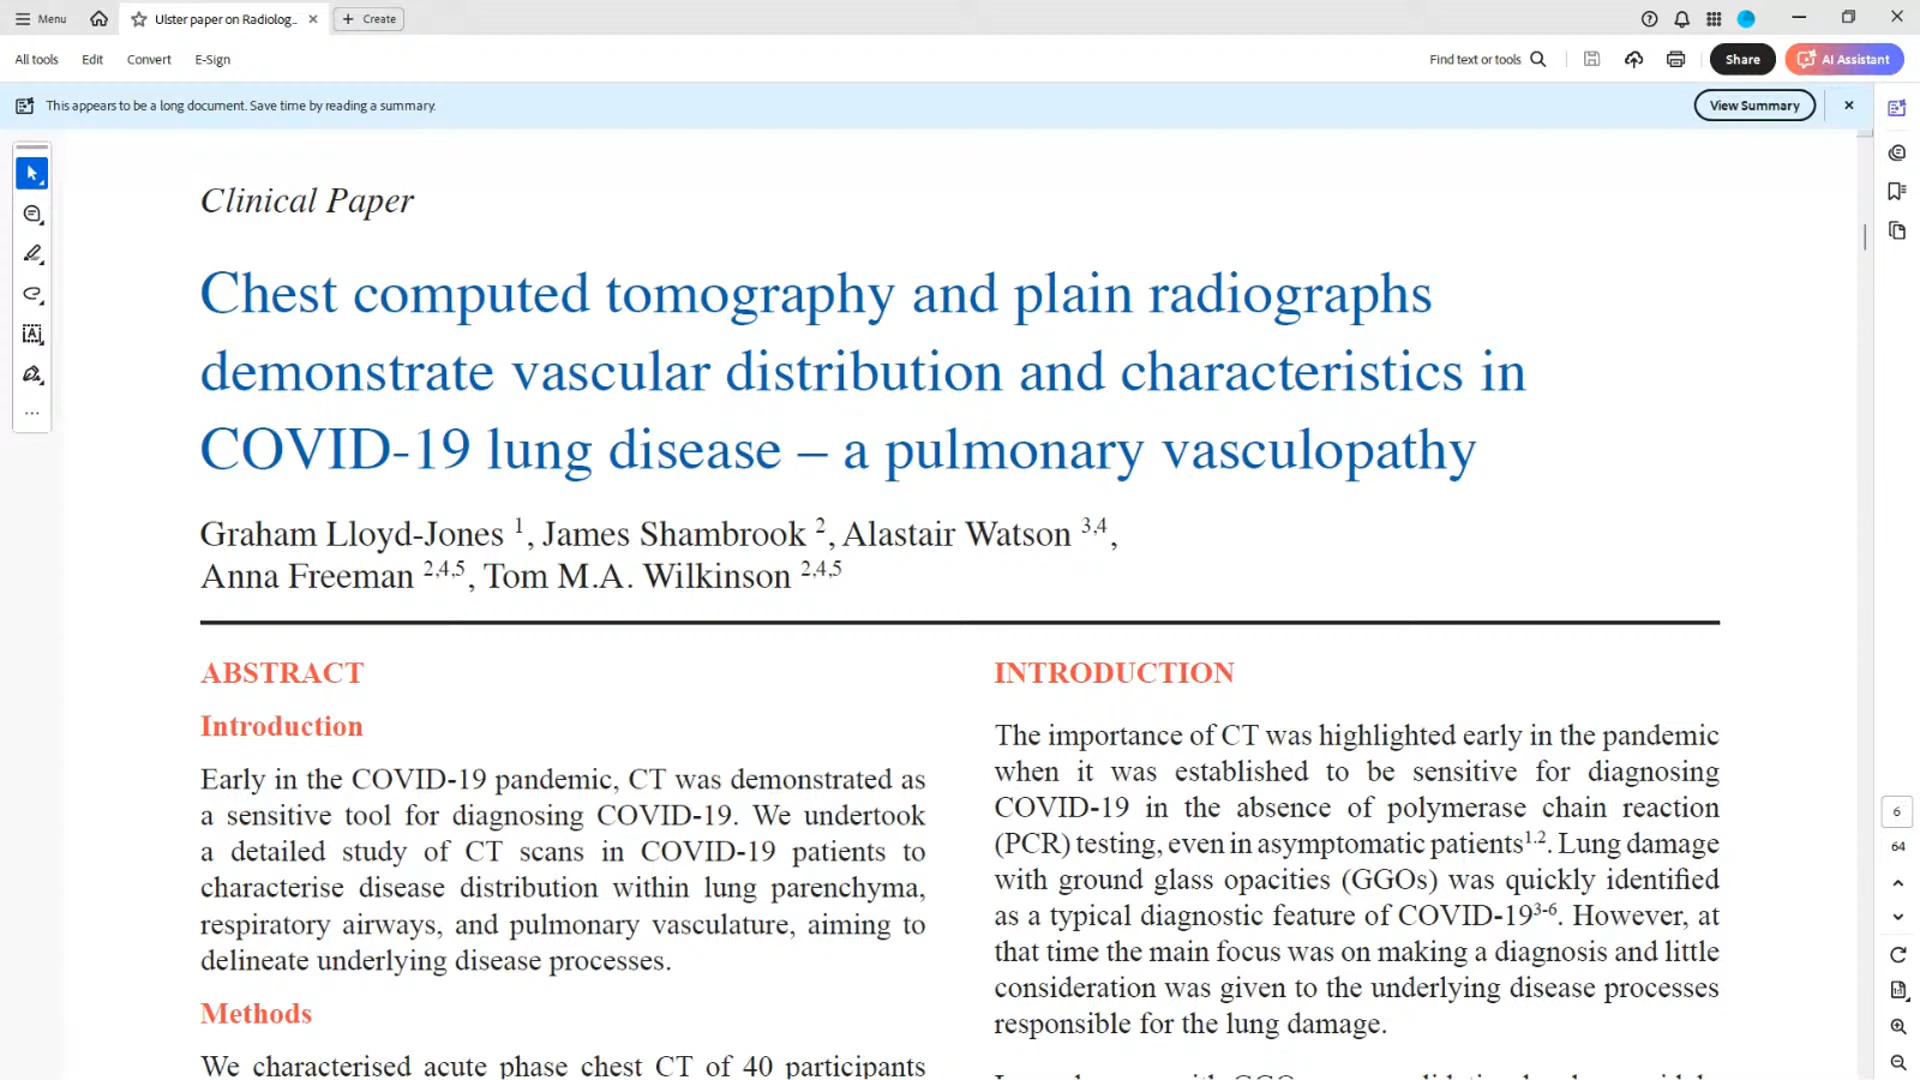 Menu
Ulster paper on Radiolog...
Create
All tools
Edit
Convert
E-Sign
Find text or tools
Share
AI Assistant
This appears to be a long document. Save time by reading a summary.
View Summary
Clinical Paper
Chest computed tomography and plain radiographs
demonstrate vascular distribution and characteristics in
COVID-19 lung disease – a pulmonary vasculopathy
Graham Lloyd-Jones 1, James Shambrook 2, Alastair Watson 3,4,
Anna Freeman 2,4,5, Tom M.A. Wilkinson 2,4,5
ABSTRACT
Introduction
Early in the COVID-19 pandemic, CT was demonstrated as
a sensitive tool for diagnosing COVID-19. We undertook
a detailed study of CT scans in COVID-19 patients to
characterise disease distribution within lung parenchyma,
respiratory airways, and pulmonary vasculature, aiming to
delineate underlying disease processes.
Methods
We characterised acute phase chest CT of 40 participants
INTRODUCTION
The importance of CT was highlighted early in the pandemic
when it was established to be sensitive for diagnosing
COVID-19 in the absence of polymerase chain reaction
(PCR) testing, even in asymptomatic patients1.2. Lung damage
with ground glass opacities (GGOs) was quickly identified
as a typical diagnostic feature of COVID-193-6. However, at
that time the main focus was on making a diagnosis and little
consideration was given to the underlying disease processes
responsible for the lung damage.
6
64